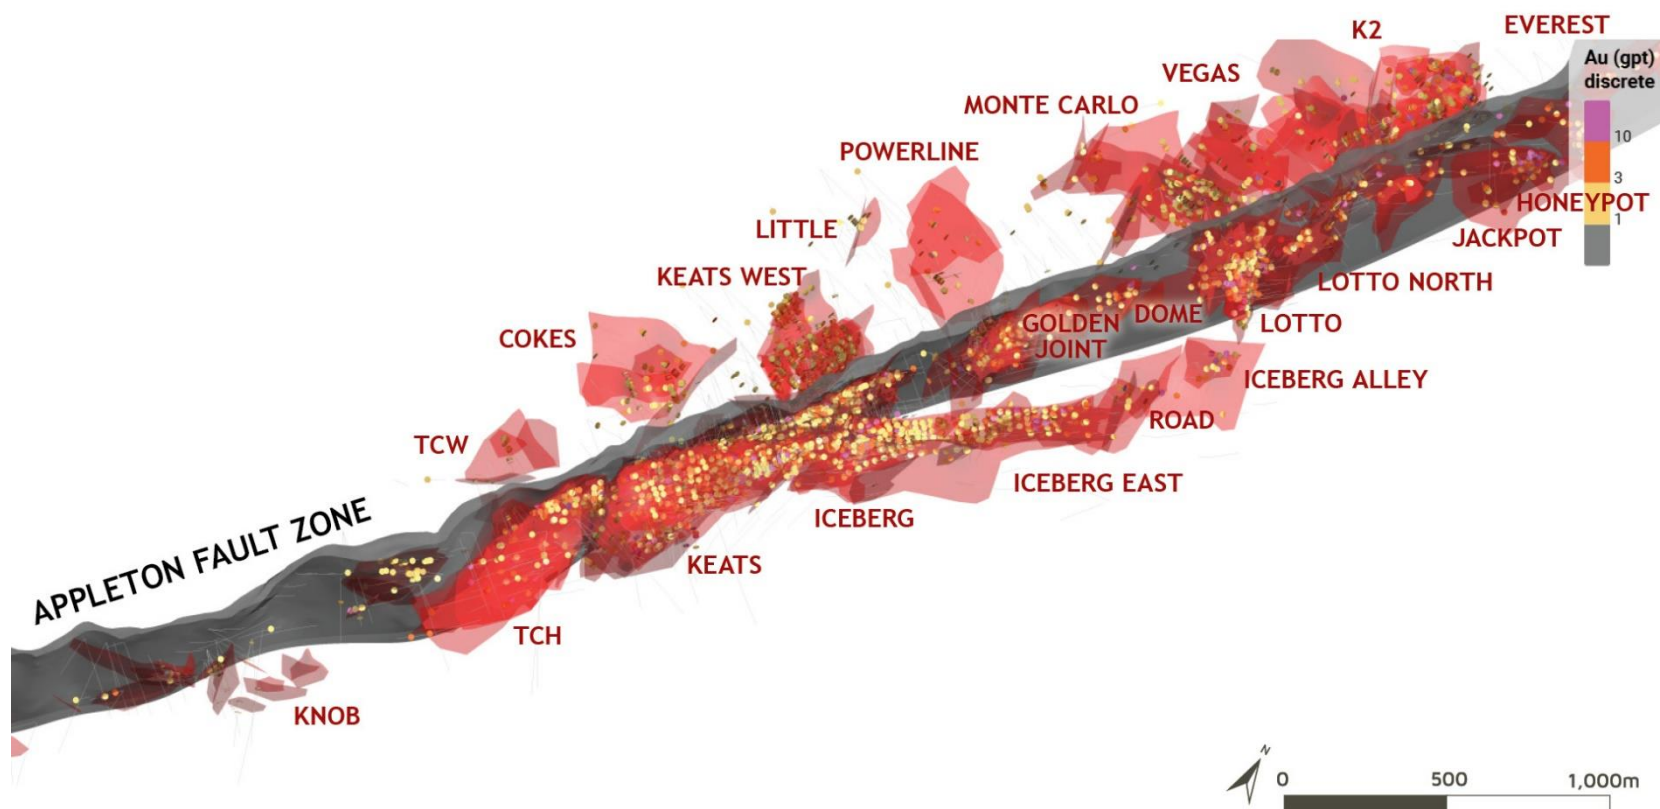 EVEREST
K2
Au (gpt)
discrete
VEGAS
MONTE CARLO
10
POWERLINE
3
HONEYPOT
1
LITTLE
JACKPOT
KEATS WEST
LOTTO NORTH
GOLDEN
JOINT
DOME
LOTTO
COKES
ICEBERG ALLEY
ROAD
TCW
ICEBERG EAST
ICEBERG
APPLETON FAULT ZONE
KEATS
TCH
KNOB
N
0 500 1,000m